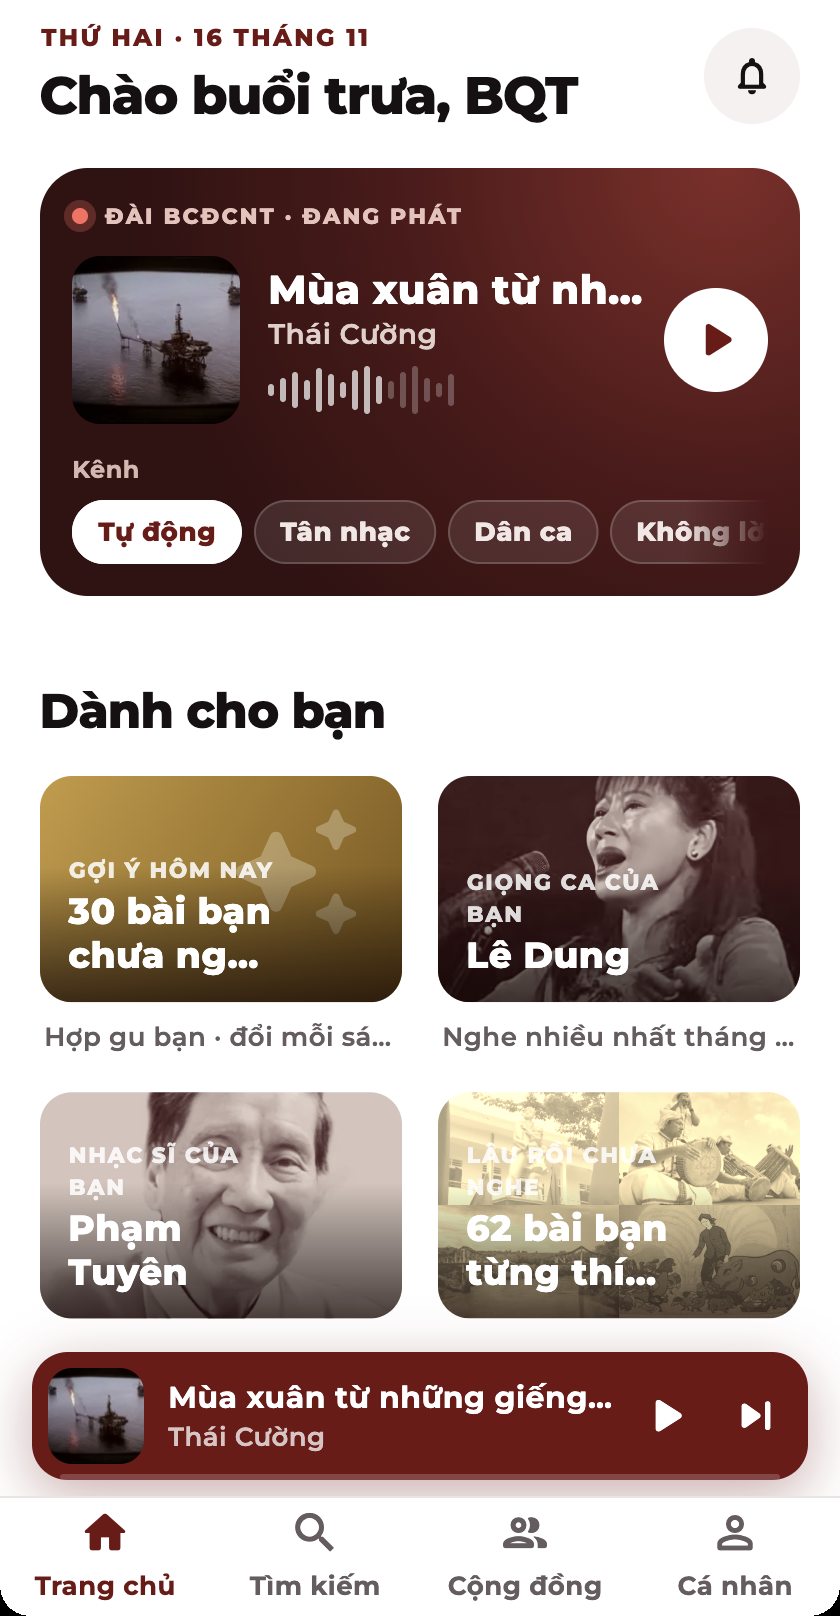 THỨ HAI · 16 THÁNG 11
Chào buổi trưa, BQT
ĐÀI BCĐCNT · ĐANG PHÁT
Mùa xuân từ nh...
Thái Cường
Kênh
Tự động
Tân nhạc
Dân ca
Không lờ
Dành cho bạn
GỢI Ý HÔM NAY
30 bài bạn
chưa ng...
Hợp gu bạn · đổi mỗi sá...
GIỌNG CA CỦA
BẠN
Lê Dung
Nghe nhiều nhất tháng ...
NHẠC SĨ CỦA
BẠN
Phạm
Tuyên
LÂU RỒI CHƯA
NGHE
62 bài bạn
từng thí...
Mùa xuân từ những giếng...
Thái Cường
Trang chủ
Tìm kiếm
Cộng đồng
Cá nhân